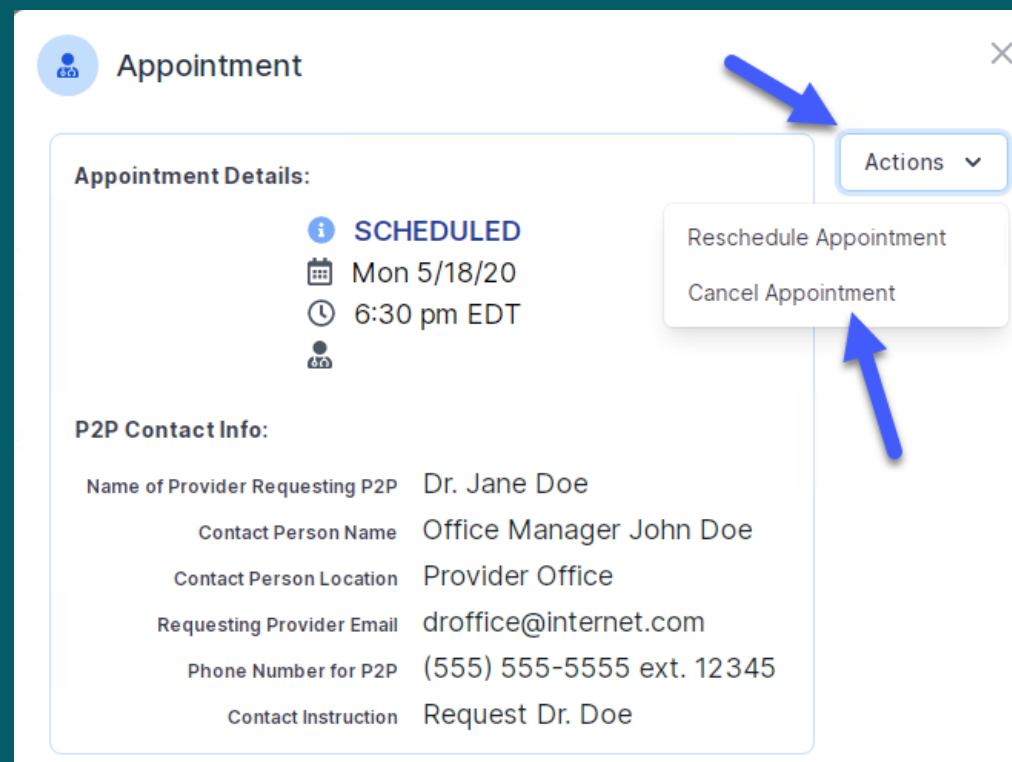 Appointment
Actions
Appointment Details:
SCHEDULED
Reschedule Appointment
Mon 5/18/20
Cancel Appointment
6:30 pm EDT
P2P Contact Info:
Name of Provider Requesting P2P Dr. Jane Doe
Contact Person Name Office Manager John Doe
Contact Person Location Provider Office
Requesting Provider Email droffice@internet.com
Phone Number for P2P (555) 555-5555 ext. 12345
Contact Instruction Request Dr. Doe